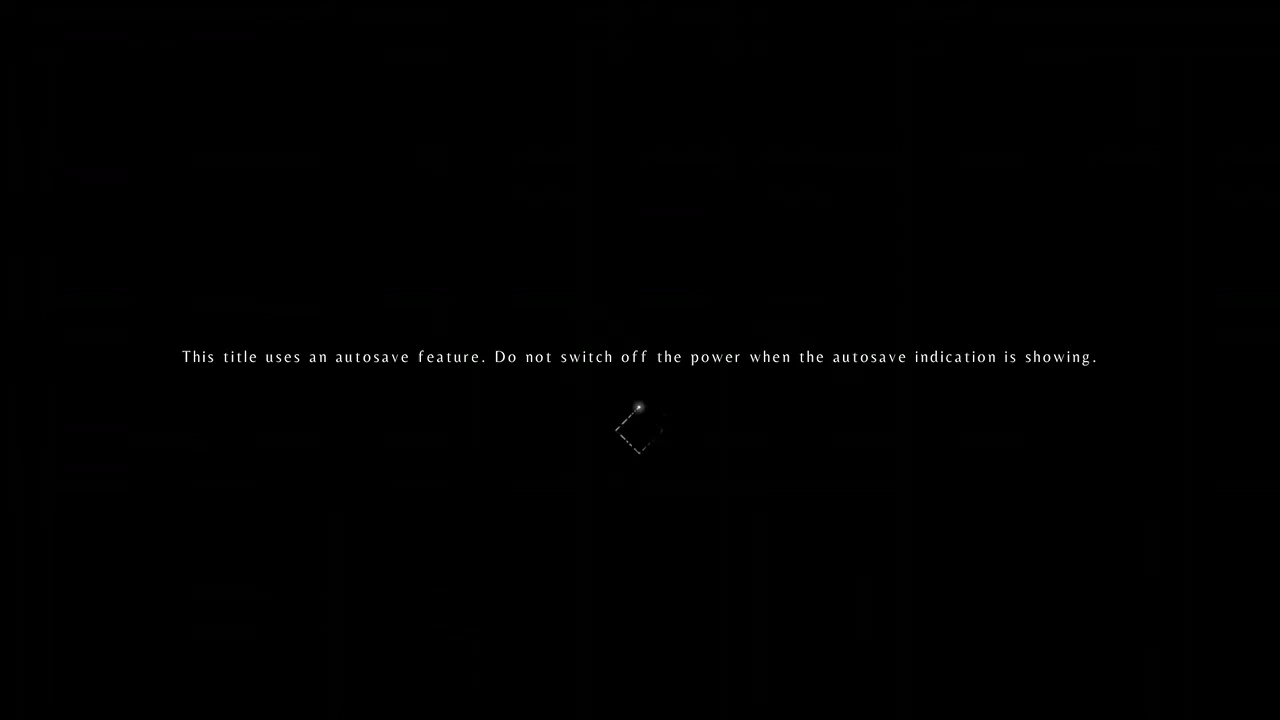 This title uses an autosave feature. Do not switch off the power when the autosave indication is showing.